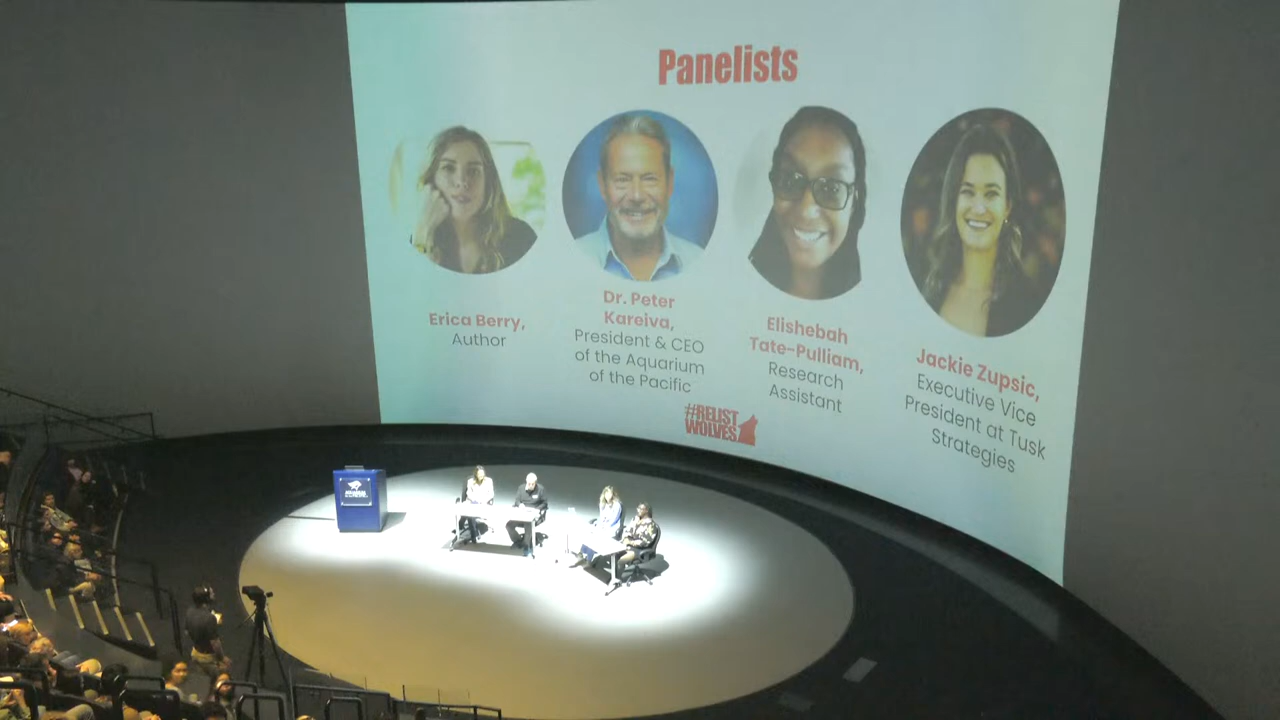 Panelists
Erica Berry,
Author
Dr. Peter
Kareiva,
President & CEO
of the Aquarium
of the Pacific
Elishebah
Tate-Pulliam,
Research
Assistant
Jackie Zupsic,
Executive Vice
President at Tusk
Strategies
#RELIST
WOLVES